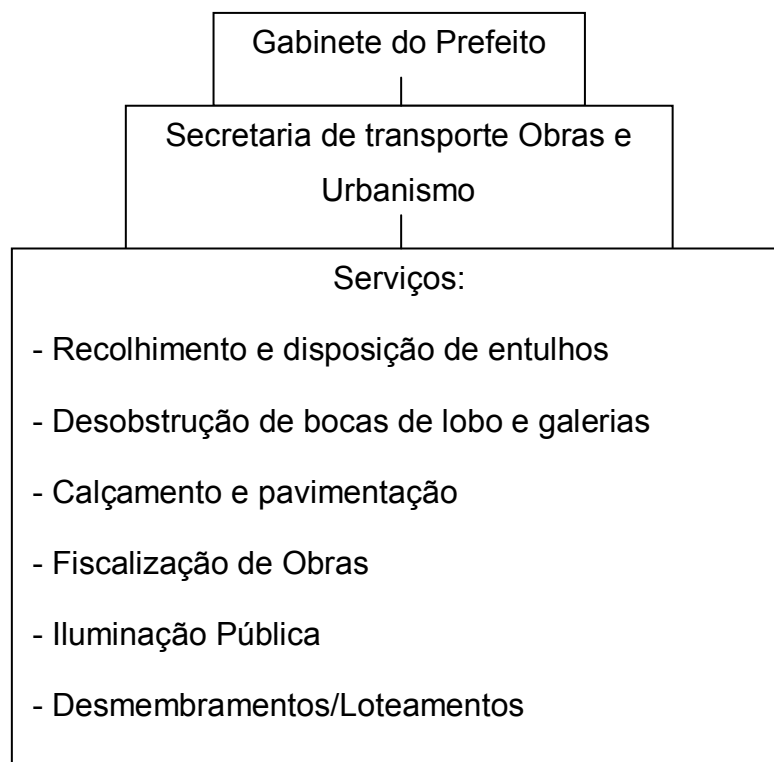 Gabinete do Prefeito
Secretaria de transporte Obras e
Urbanismo
Serviços:
- Recolhimento e disposição de entulhos
- Desobstrução de bocas de lobo e galerias
- Calçamento e pavimentação
- Fiscalização de Obras
- Iluminação Pública
- Desmembramentos/Loteamentos